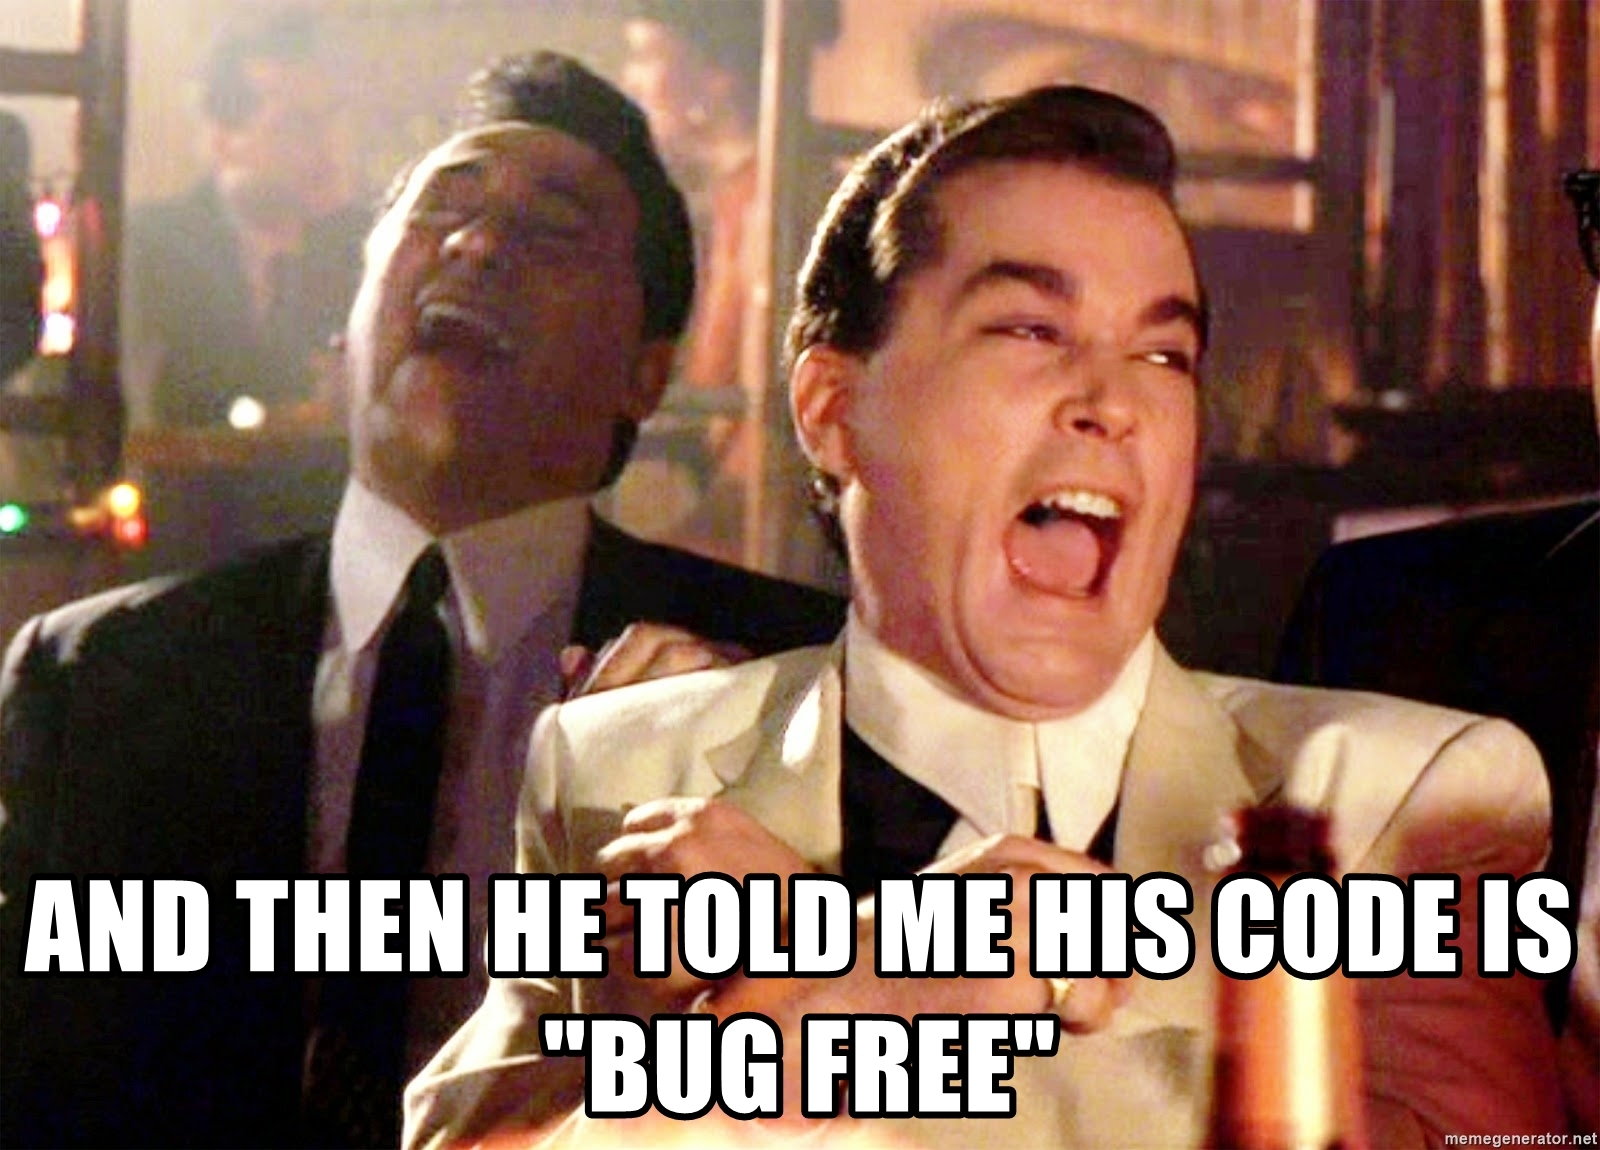 AND THEN HE TOLD ME HIS CODE IS
"BUG FREE"
memegenerator.net